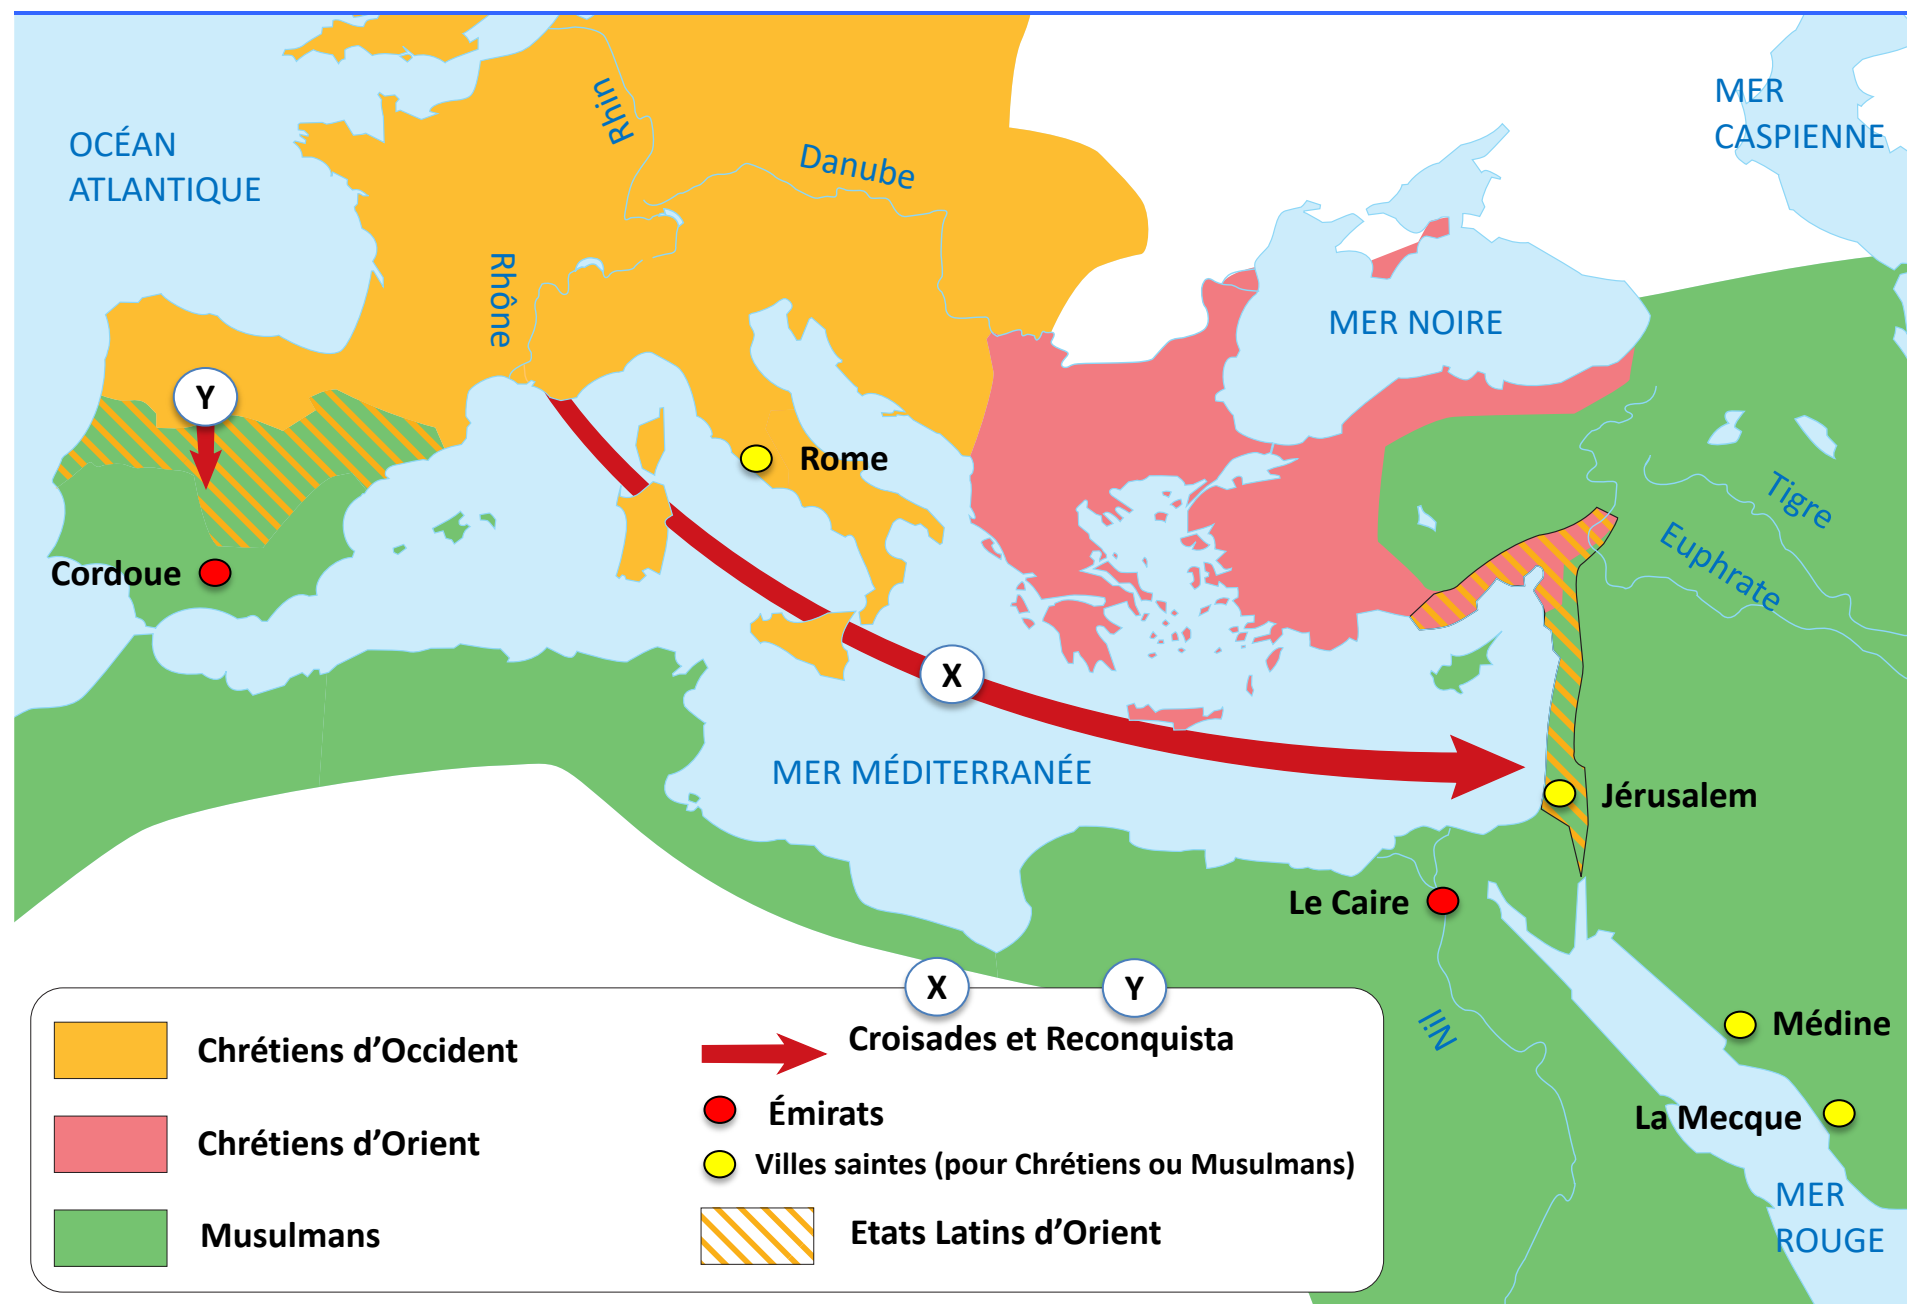 MER
CASPIENNE
OCÉAN
ATLANTIQUE
Rhin
Danube
Rhône
MER NOIRE
Y
Rome
Tigre
Euphrate
Cordoue
X
MER MÉDITERRANÉE
Jérusalem
Le Caire
Nil
Médine
La Mecque
MER
ROUGE
X
Y
Chrétiens d’Occident
Chrétiens d’Orient
Musulmans
Croisades et Reconquista
Émirats
Villes saintes (pour Chrétiens ou Musulmans)
Etats Latins d’Orient